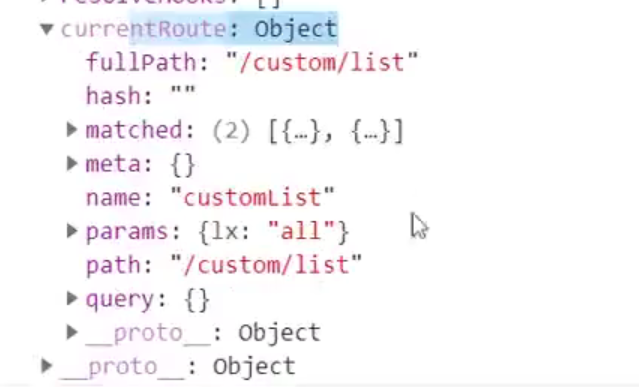 currentRoute: Object
fullPath: "/custom/list"
hash: ""
matched: (2) [{…}, {…}]
meta: {}
name: "customList"
params: {lx: "all"}
path: "/custom/list"
query: {}
__proto__: Object
__proto__: Object